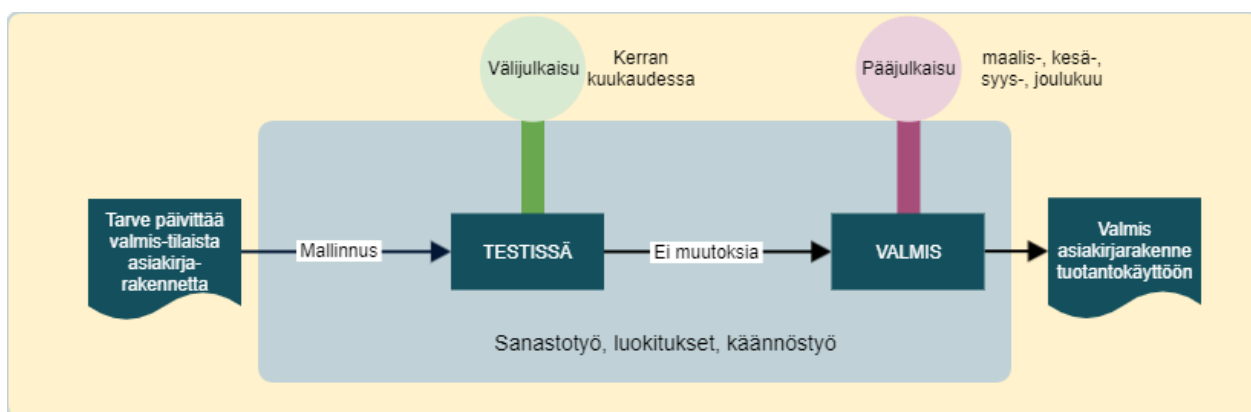 Välijulkaisu
Kerran
kuukaudessa
Pääjulkaisu
maalis-, kesä-,
syys-, joulukuu
Tarve päivittää
valmis-tilaista
asiakirja-
rakennetta
Mallinnus
TESTISSÄ
Ei muutoksia
VALMIS
Valmis
asiakirjarakenne
tuotantokäyttöön
Sanastotyö, luokitukset, käännöstyö